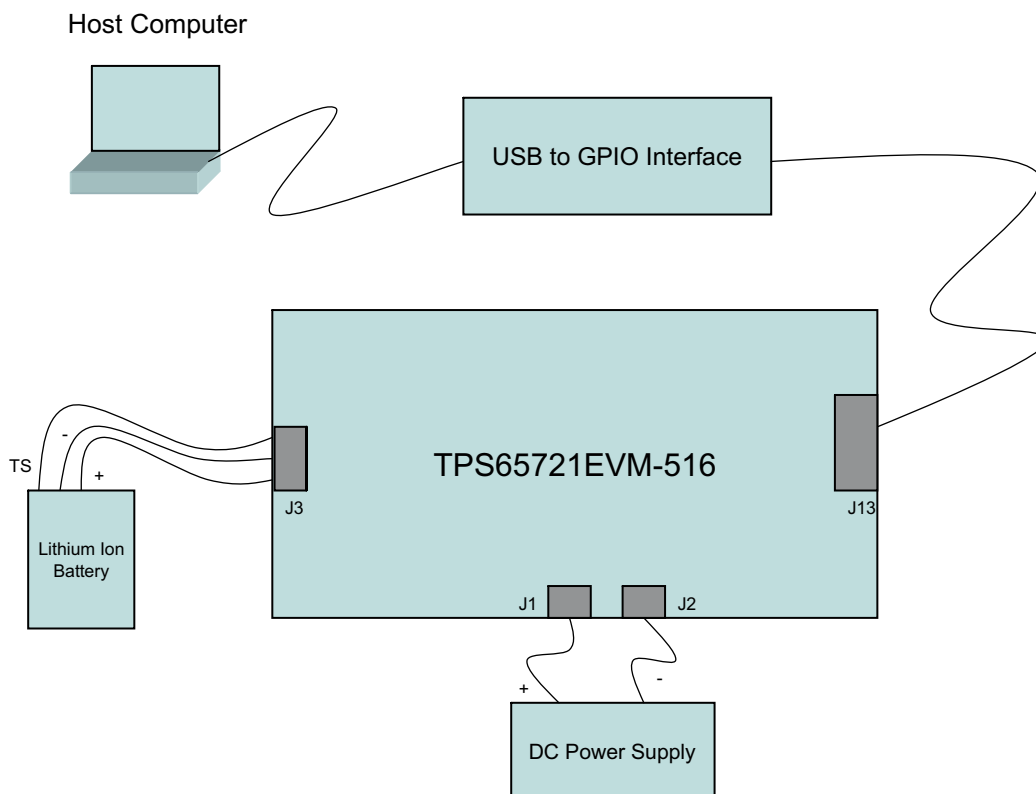 Host Computer
USB to GPIO Interface
TPS65721EVM-516
TS
-
+
J3
J13
Lithium Ion
Battery
J1
J2
+
-
DC Power Supply